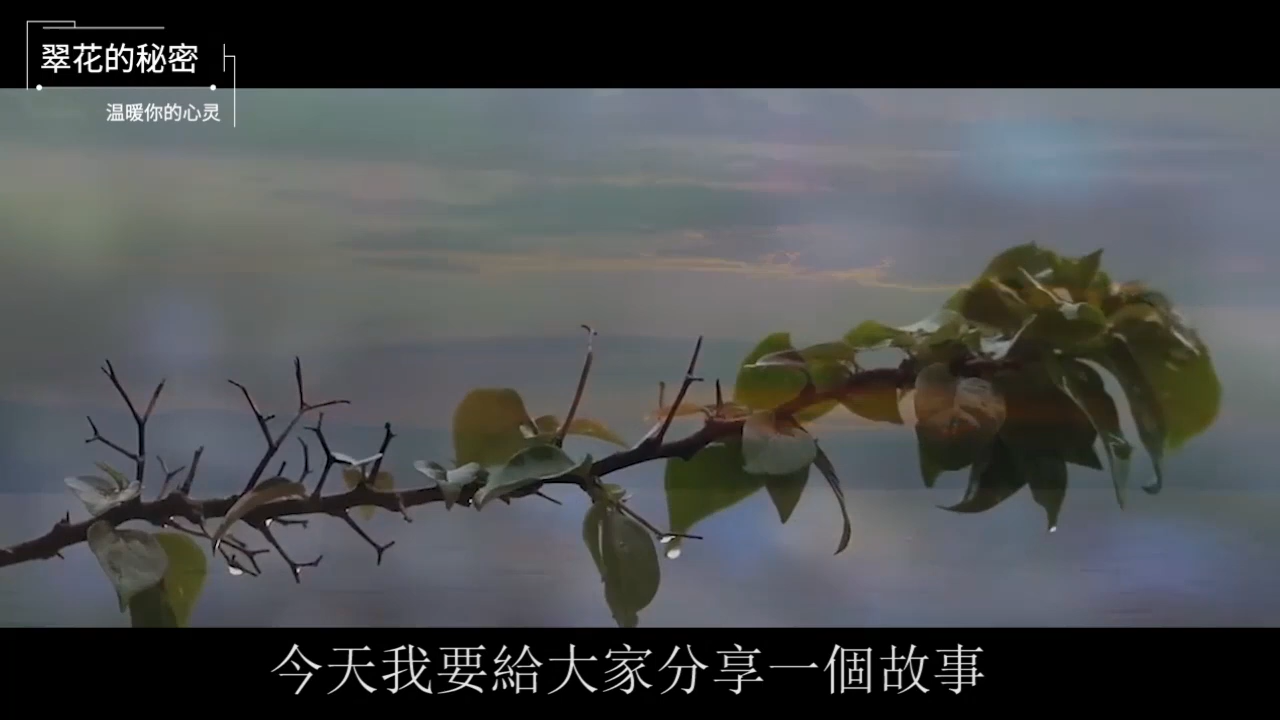 翠花的秘密
温暖你的心灵
今天我要給大家分享一個故事